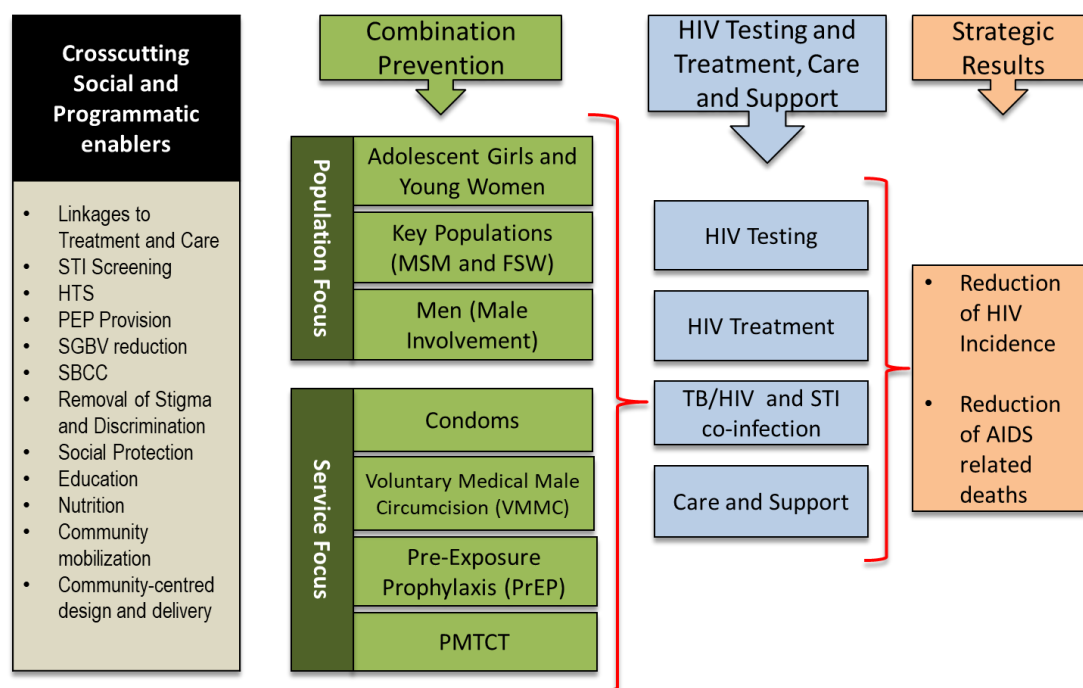 Crosscutting
Social and
Programmatic
enablers
• Linkages to
Treatment and Care
• STI Screening
• HTS
• PEP Provision
• SGBV reduction
• SBCC
• Removal of Stigma
and Discrimination
• Social Protection
• Education
• Nutrition
• Community
mobilization
• Community-centred
design and delivery
Combination
Prevention
Population Focus
Adolescent Girls and
Young Women
Key Populations
(MSM and FSW)
Men (Male
Involvement)
Service Focus
Condoms
Voluntary Medical Male
Circumcision (VMMC)
Pre-Exposure
Prophylaxis (PrEP)
PMTCT
HIV Testing and
Treatment, Care
and Support
HIV Testing
HIV Treatment
TB/HIV and STI
co-infection
Care and Support
Strategic
Results
• Reduction
of HIV
Incidence
• Reduction
of AIDS
related
deaths